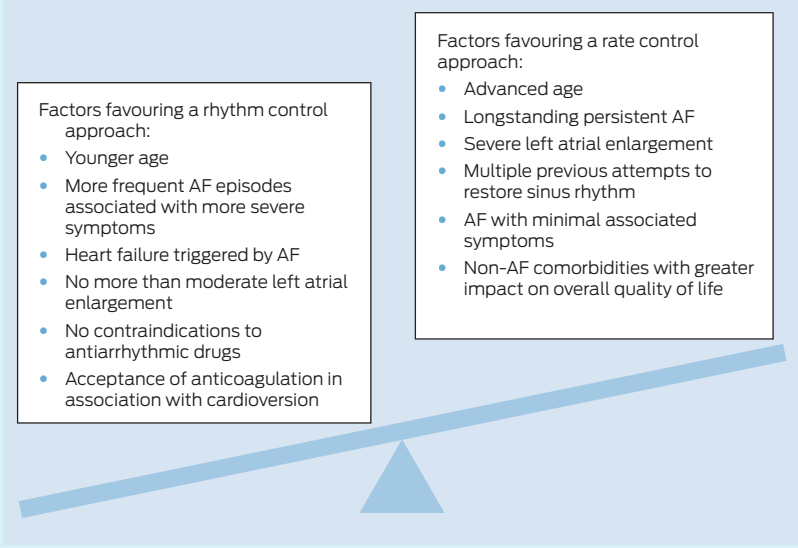 Factors favouring a rhythm control
approach:
• Younger age
• More frequent AF episodes
associated with more severe
symptoms
• Heart failure triggered by AF
• No more than moderate left atrial
enlargement
• No contraindications to
antiarrhythmic drugs
• Acceptance of anticoagulation in
association with cardioversion
Factors favouring a rate control
approach:
• Advanced age
• Longstanding persistent AF
• Severe left atrial enlargement
• Multiple previous attempts to
restore sinus rhythm
• AF with minimal associated
symptoms
• Non-AF comorbidities with greater
impact on overall quality of life